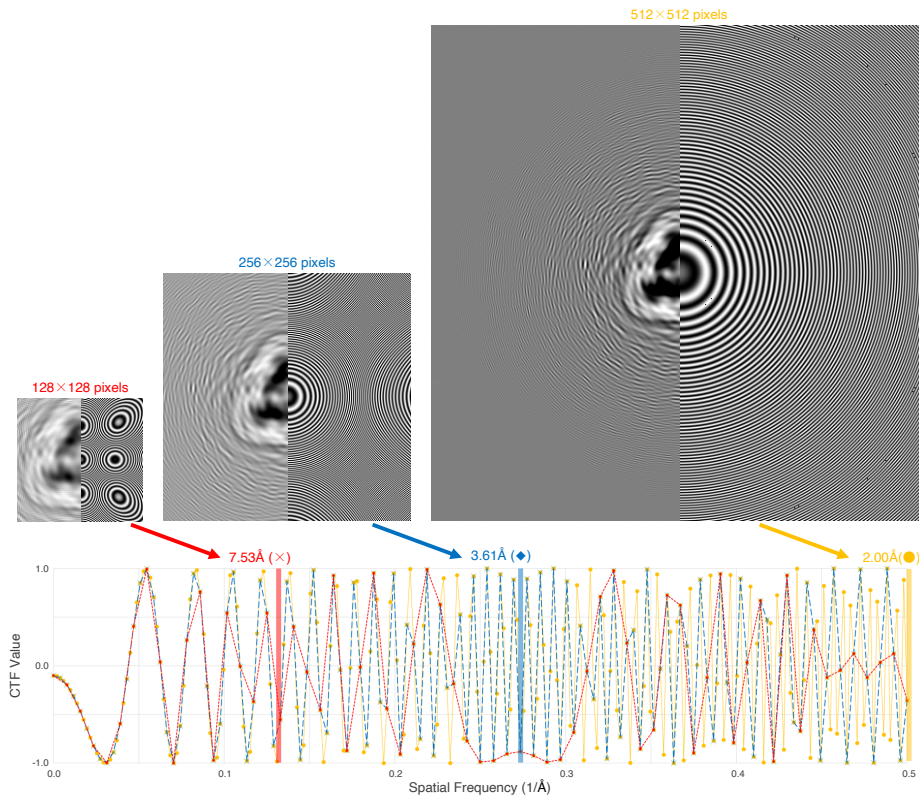 512×512 pixels
256×256 pixels
128×128 pixels
7.53Å (×)
3.61Å (◆)
2.00Å(●)
CTF Value
1.0
0.0
-1.0
0.0 0.1 0.2 0.3 0.4 0.5
Spatial Frequency (1/Å)